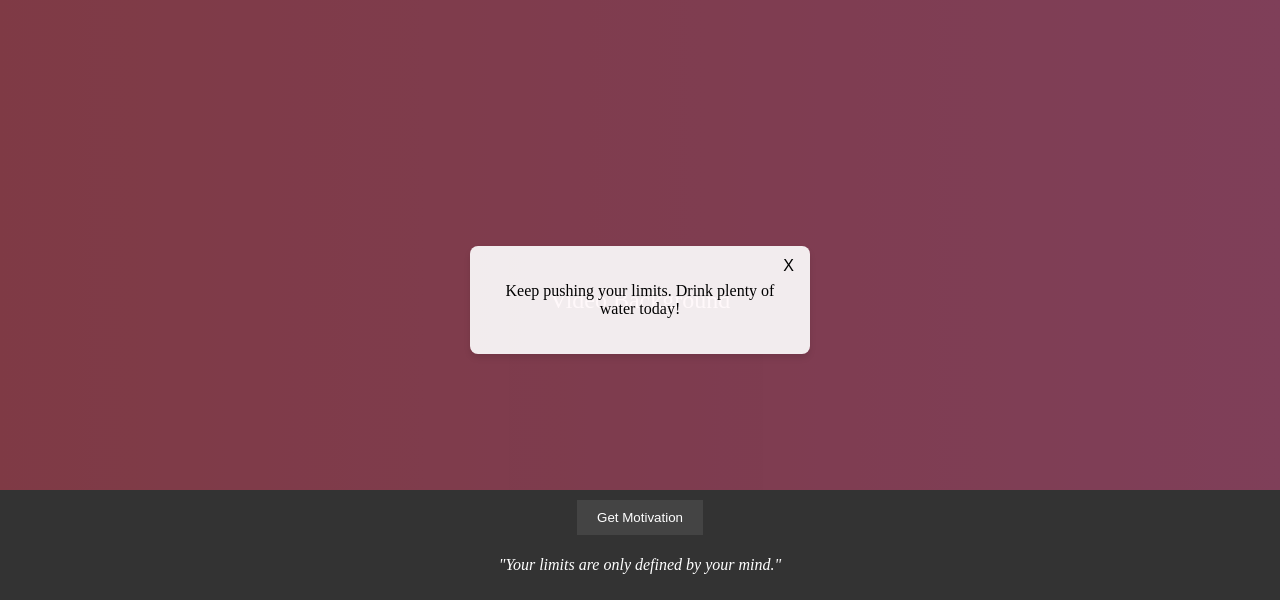 X
Keep pushing your limits. Drink plenty of
water today!
Get Motivation
"Your limits are only defined by your mind."